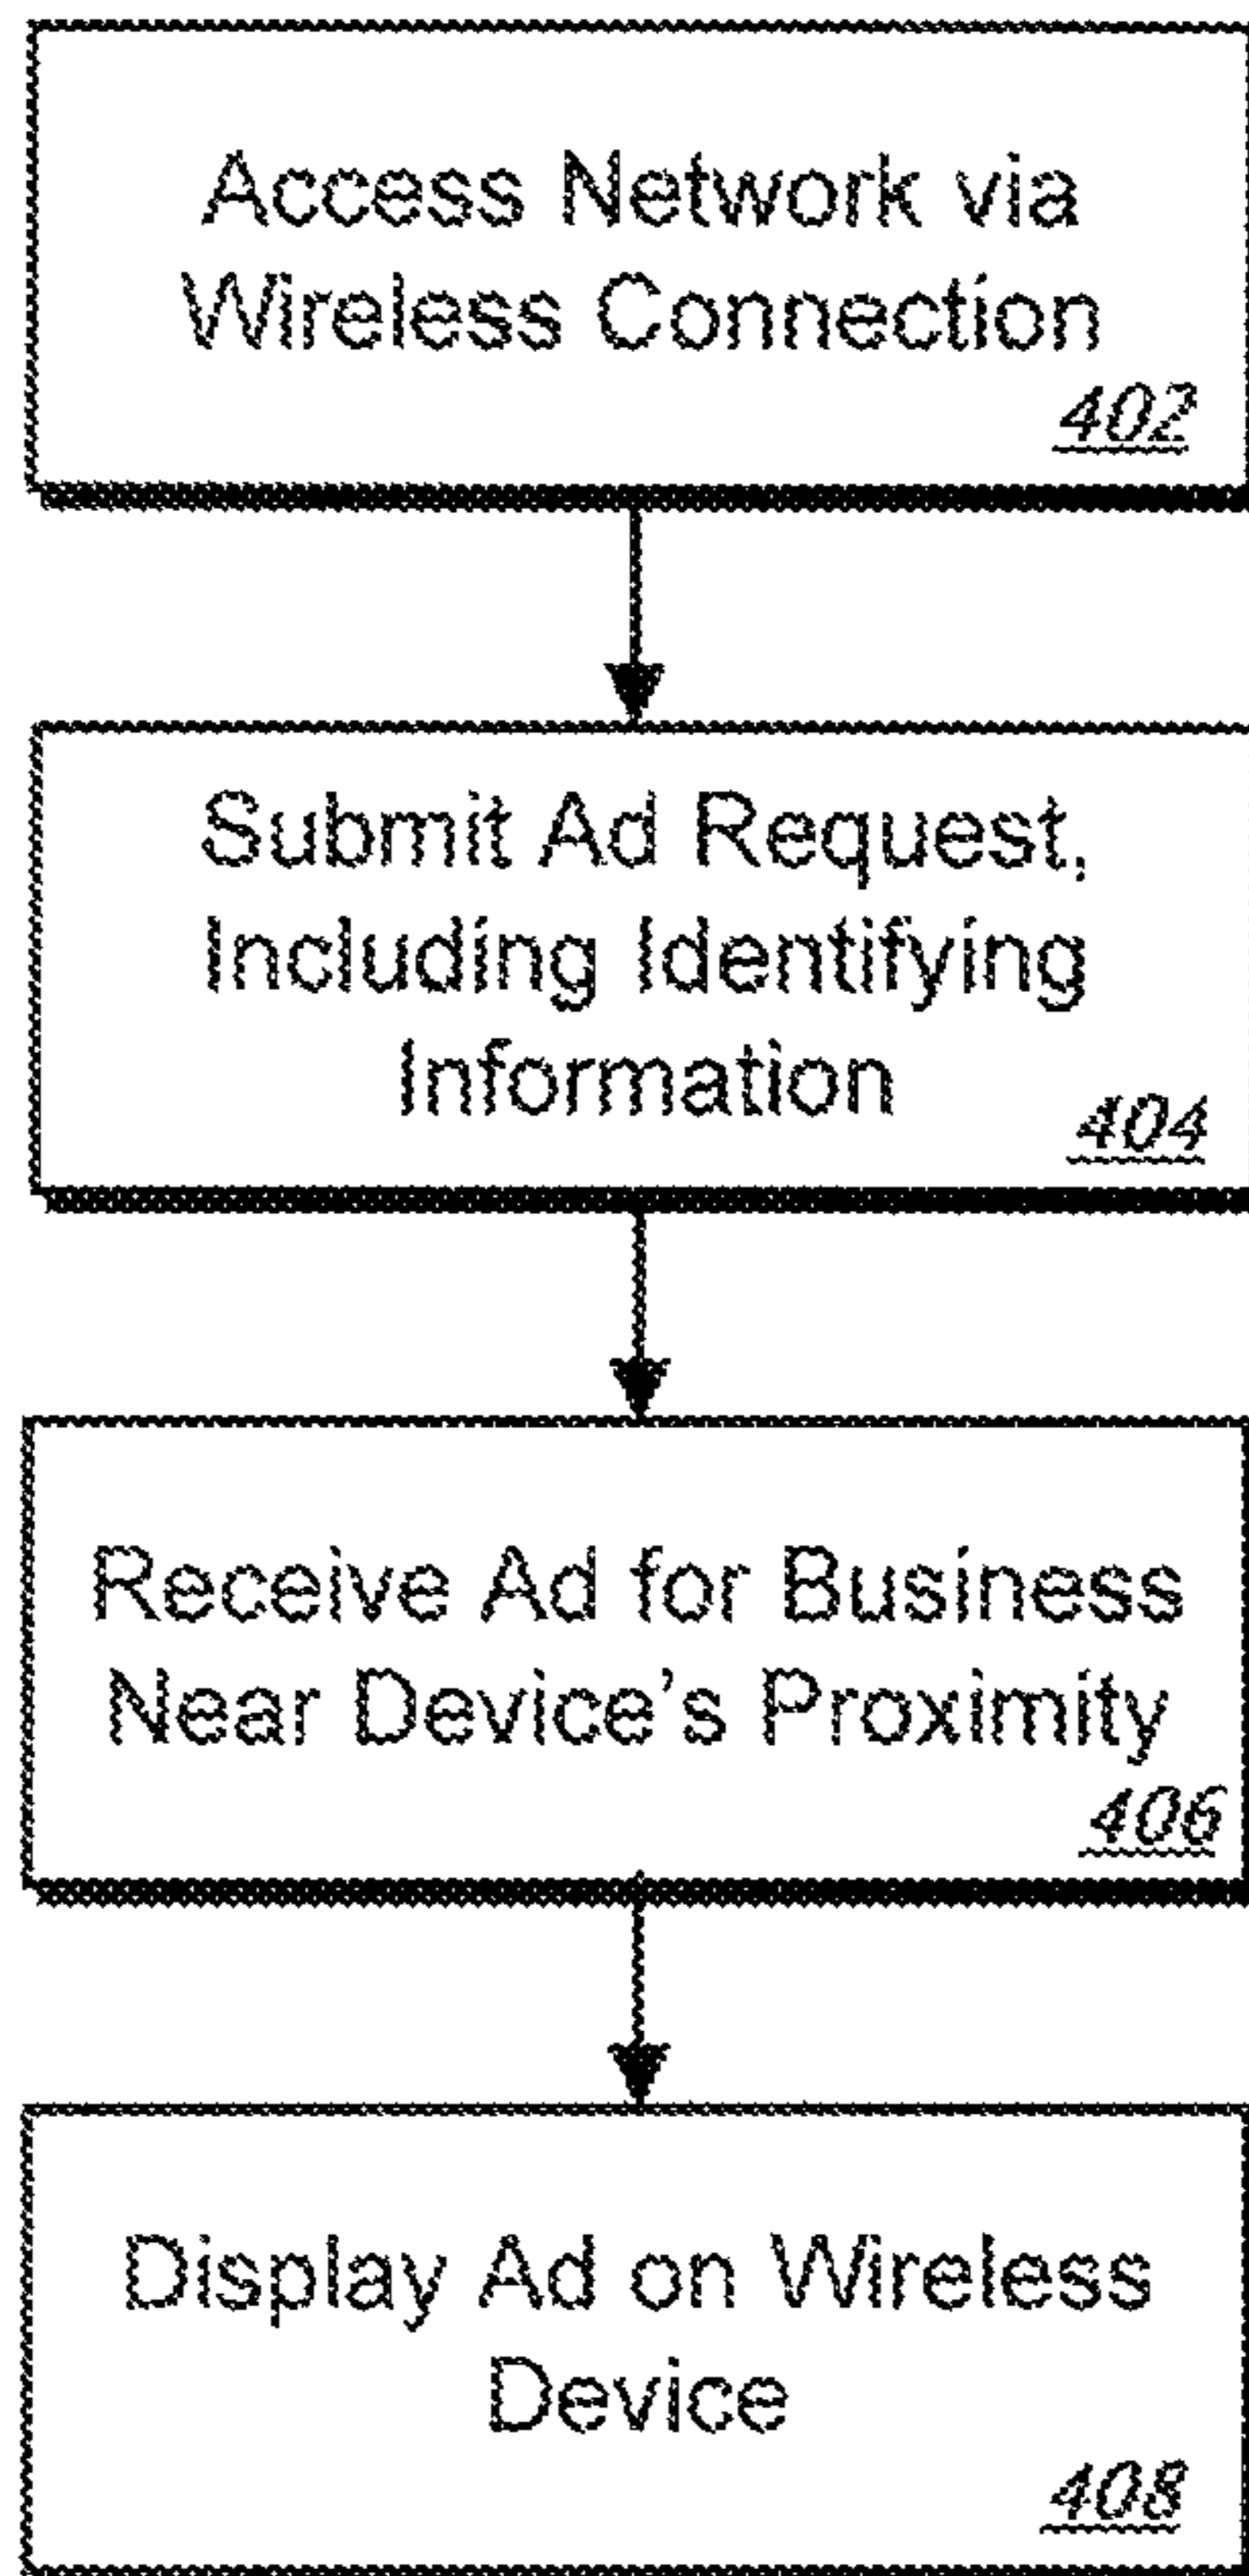 Access Network via
Wireless Connection
402
Submit Ad Request,
Including Identifying
Information
404
Receive Ad for Business
Near Device's Proximity
406
Display Ad on Wireless
Device
408